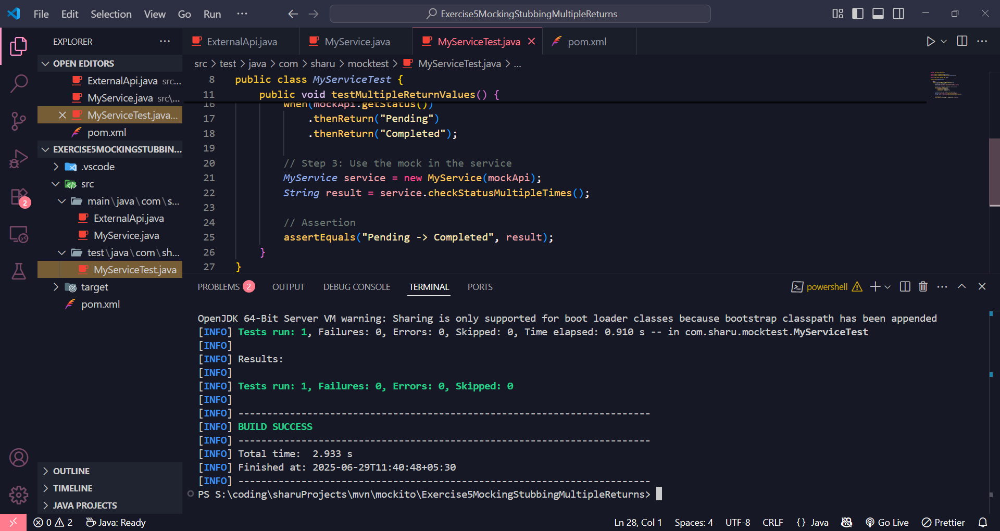 File Edit Selection View Go Run ··· Exercise5MockingStubbingMultipleReturns
EXPLORER ···
OPEN EDITORS
ExternalApi.java src...
MyService.java src\...
MyServiceTest.java...
pom.xml
EXERCISE5MOCKINGSTUBBIN...
.vscode
src
main\java\com\s...
ExternalApi.java
MyService.java
test\java\com\sh...
MyServiceTest.java
target
pom.xml
OUTLINE
TIMELINE
JAVA PROJECTS
2
ExternalApi.java MyService.java MyServiceTest.java pom.xml
src > test > java > com > sharu > mocktest > MyServiceTest.java > ...
8 public class MyServiceTest {
11 public void testMultipleReturnValues() {
16 when(mockApi.getStatus())
17 .thenReturn("Pending")
18 .thenReturn("Completed");
19
20 // Step 3: Use the mock in the service
21 MyService service = new MyService(mockApi);
22 String result = service.checkStatusMultipleTimes();
23
24 // Assertion
25 assertEquals("Pending -> Completed", result);
26 }
27 }
PROBLEMS 2 OUTPUT DEBUG CONSOLE TERMINAL PORTS powershell
OpenJDK 64-Bit Server VM warning: Sharing is only supported for boot loader classes because bootstrap classpath has been appended
[INFO] Tests run: 1, Failures: 0, Errors: 0, Skipped: 0, Time elapsed: 0.910 s -- in com.sharu.mocktest.MyServiceTest
[INFO]
[INFO] Results:
[INFO]
[INFO] Tests run: 1, Failures: 0, Errors: 0, Skipped: 0
[INFO]
[INFO] ------------------------------------------------------------------------
[INFO] BUILD SUCCESS
[INFO] ------------------------------------------------------------------------
[INFO] Total time:  2.933 s
[INFO] Finished at: 2025-06-29T11:40:48+05:30
[INFO] ------------------------------------------------------------------------
PS S:\coding\sharuProjects\mvn\mockito\Exercise5MockingStubbingMultipleReturns>
0 2 Java: Ready Ln 28, Col 1 Spaces: 4 UTF-8 CRLF {} Java Go Live Prettier